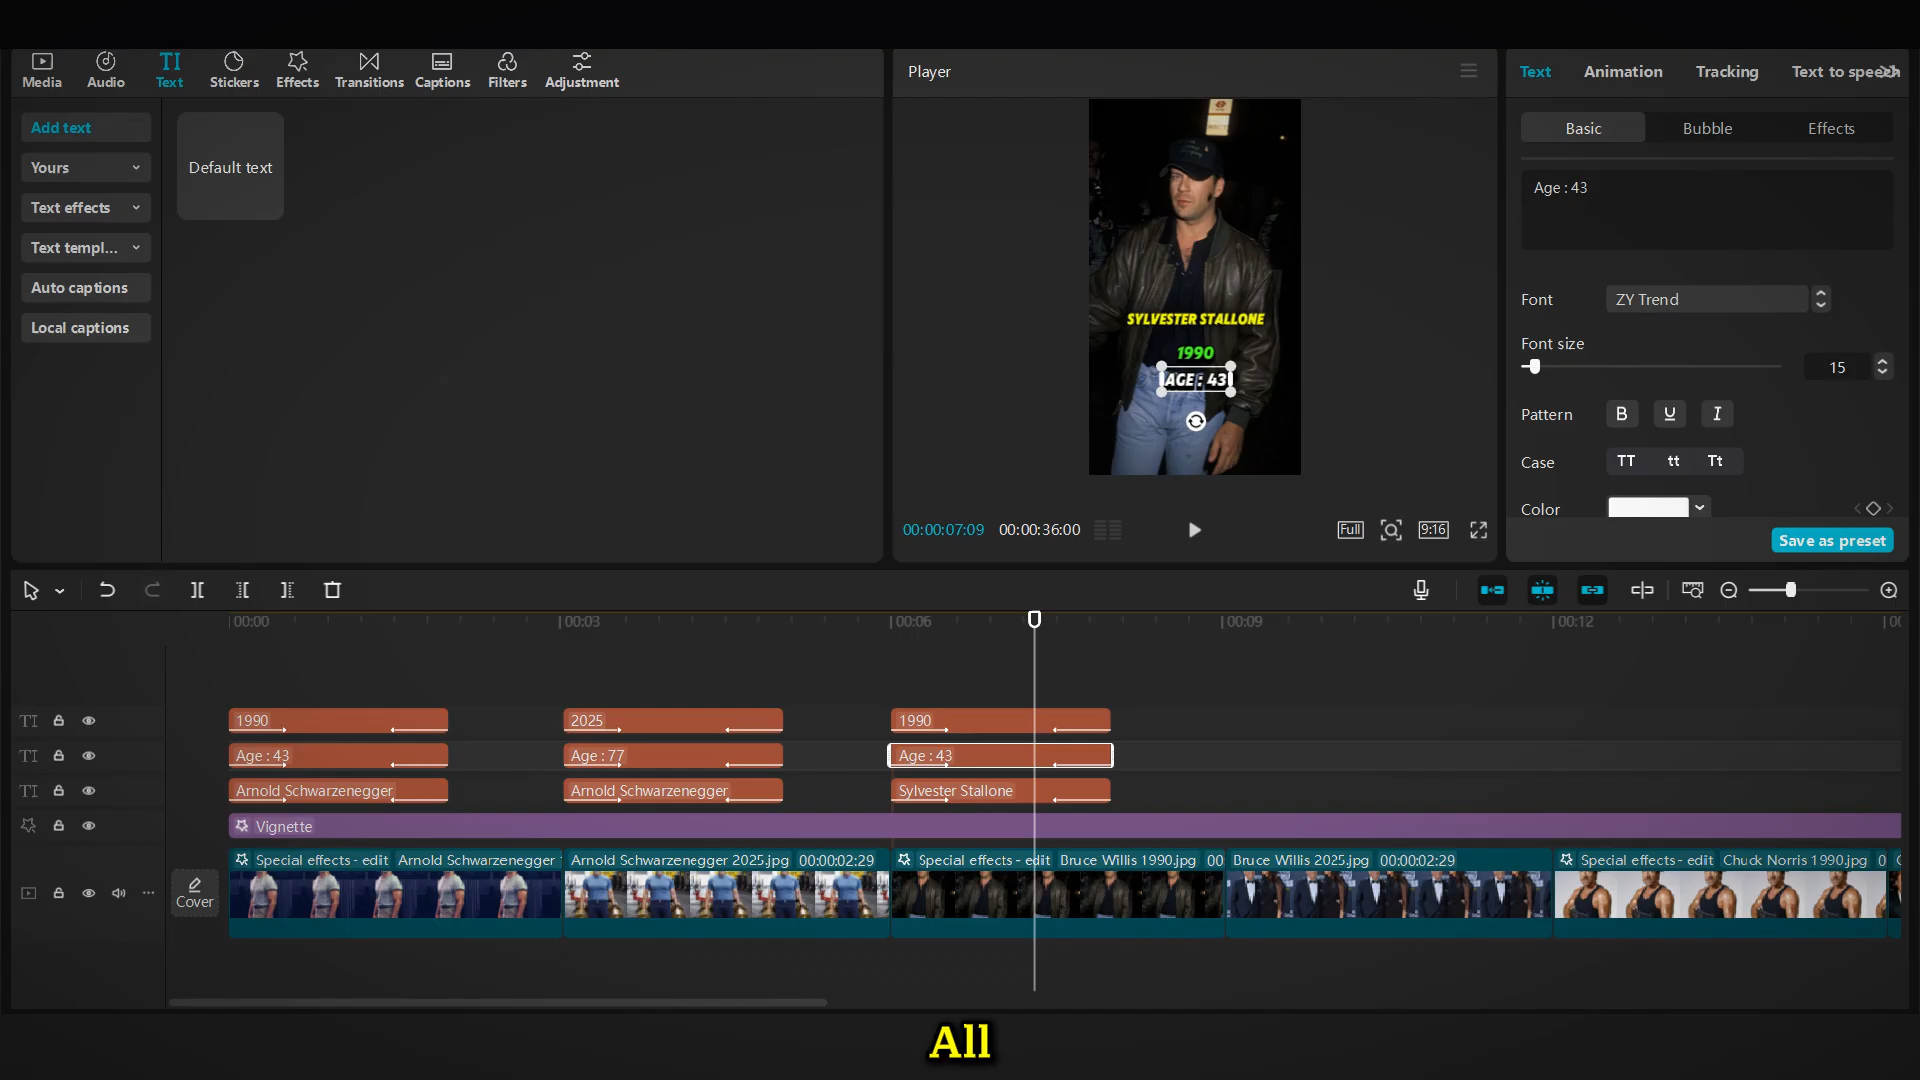 Media Audio TI Text Stickers Effects Transitions Captions Filters Adjustment
Add text
Yours
Text effects
Text templ...
Auto captions
Local captions
Default text
Player
SYLVESTER STALLONE
1990
AGE : 43
00:00:07:09 00:00:36:00
Full 9:16
Text Animation Tracking Text to speech
Basic Bubble Effects
Age : 43
Font ZY Trend
Font size
15
Pattern B U I
Case TT tt Tt
Color
Save as preset
00:00 00:03 00:06 00:09 00:12
TI 1990 2025 1990
TI Age : 43 Age : 77 Age : 43
TI Arnold Schwarzenegger Arnold Schwarzenegger Sylvester Stallone
Vignette
Special effects - edit Arnold Schwarzenegger Arnold Schwarzenegger 2025.jpg 00:00:02:29 Special effects - edit Bruce Willis 1990.jpg 00 Bruce Willis 2025.jpg 00:00:02:29 Special effects - edit Chuck Norris 1990.jpg 0
Cover
All